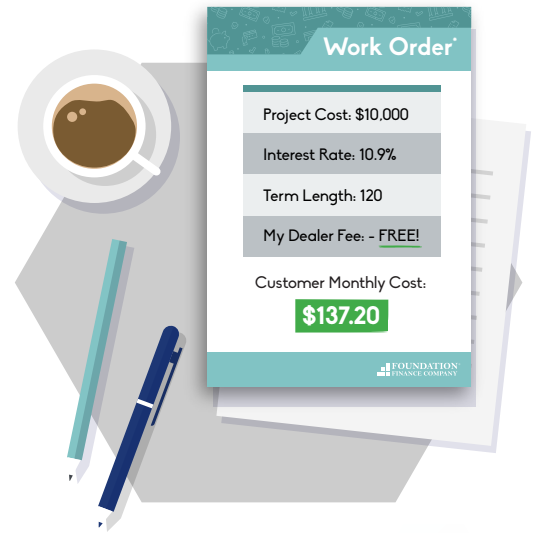 Work Order*
Project Cost: $10,000
Interest Rate: 10.9%
Term Length: 120
My Dealer Fee: - FREE!
Customer Monthly Cost:
$137.20
FOUNDATION
FINANCE COMPANY